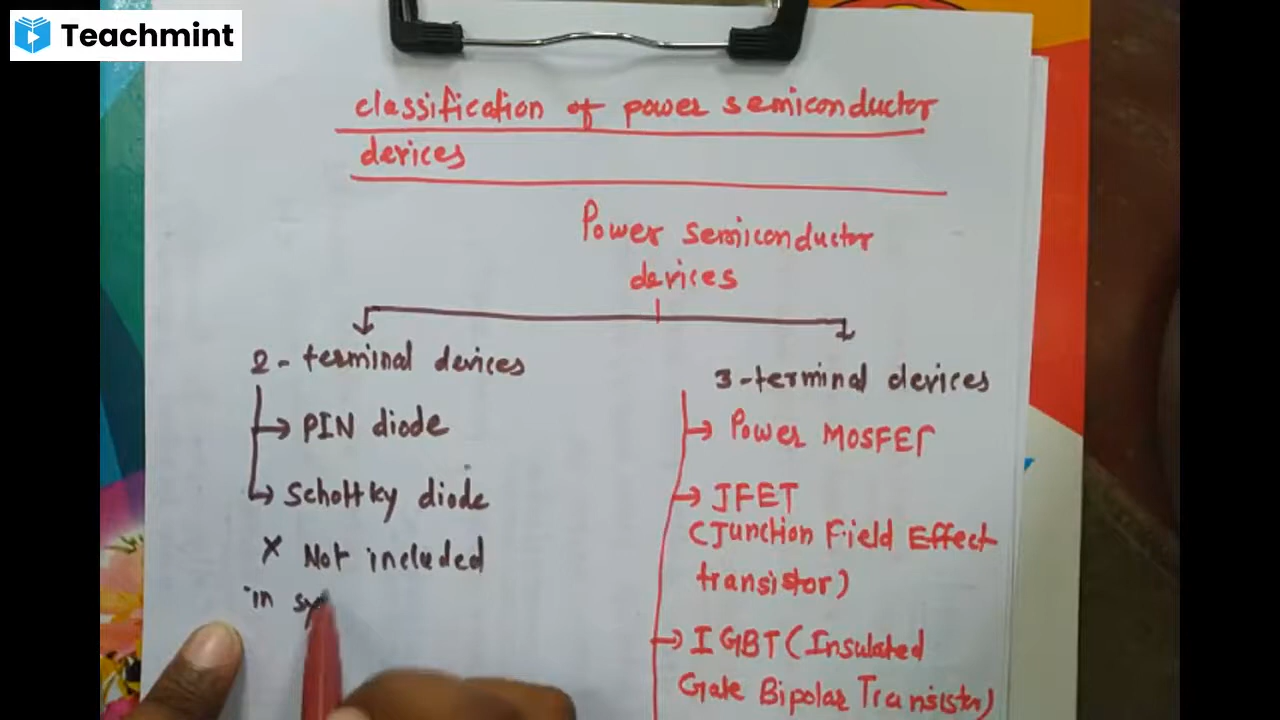 Teachmint
classification of power semiconductor
devices
Power semiconductor
devices
2 - terminal devices
PIN diode
Schottky diode
x Not included
in
3-terminal devices
Power MOSFET
JFET
(Junction Field Effect
transistor)
IGBT (Insulated
Gate Bipolar Transistor)